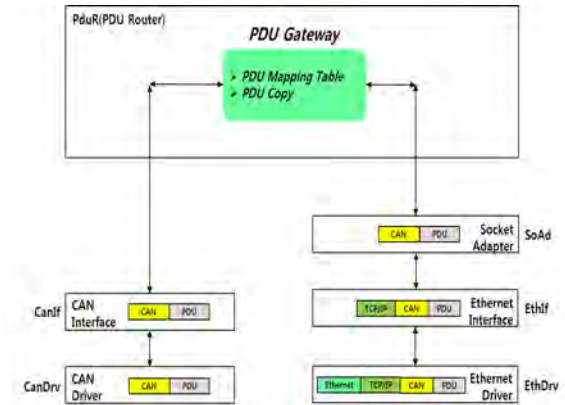 PduR(PDU Router)
PDU Gateway
➢ PDU Mapping Table
➢ PDU Copy
CAN PDU
Socket Adapter
SoAd
CanIf
CAN Interface
CAN PDU
TCP/IP CAN PDU
Ethernet Interface
EthIf
CanDrv
CAN Driver
CAN PDU
Ethernet TCP/IP CAN PDU
Ethernet Driver
EthDrv